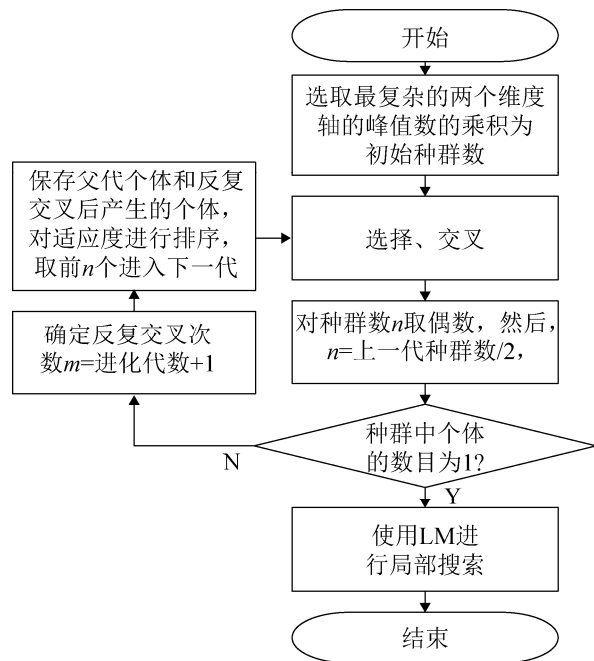 开始
选取最复杂的两个维度
轴的峰值数的乘积为
初始种群数
保存父代个体和反复
交叉后产生的个体，
对适应度进行排序，
取前n个进入下一代
选择、交叉
确定反复交叉次
数m=进化代数+1
对种群数n取偶数，然后，
n=上一代种群数/2，
种群中个体
的数目为1?
N
Y
使用LM进
行局部搜索
结束